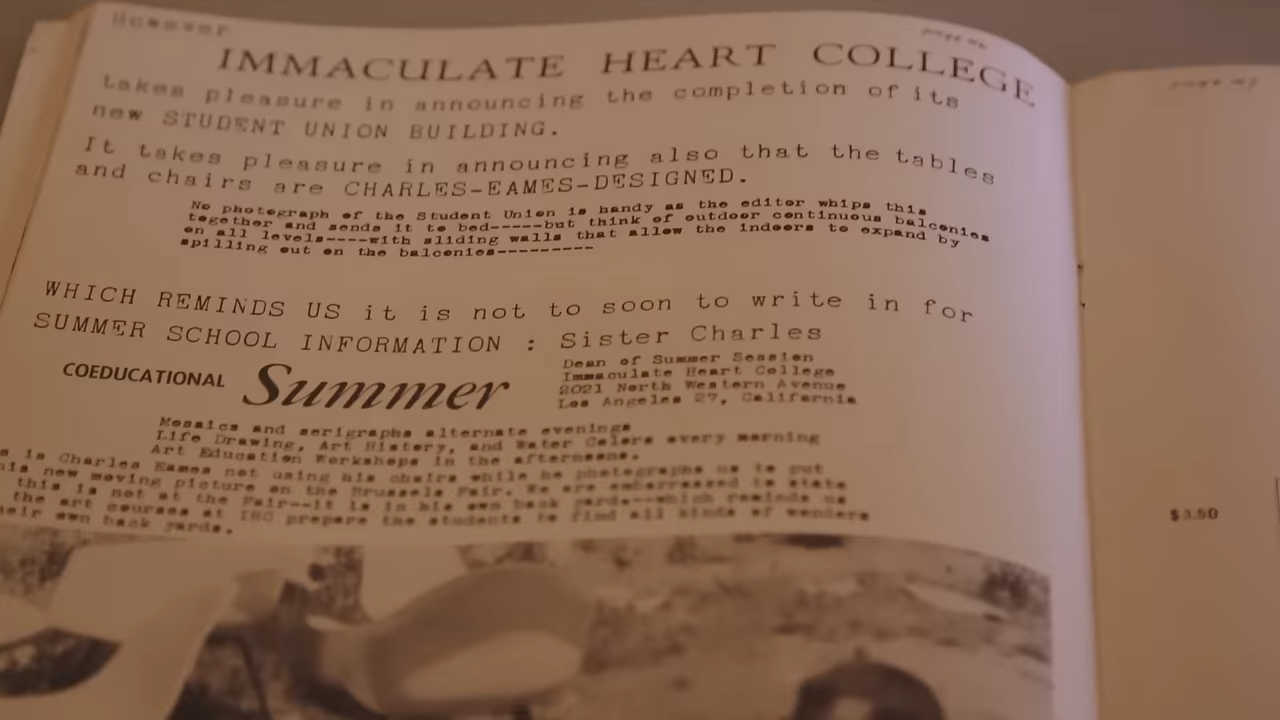 However
IMMACULATE HEART COLLEGE
takes pleasure in announcing the completion of its
new STUDENT UNION BUILDING.
It takes pleasure in announcing also that the tables
and chairs are CHARLES-EAMES-DESIGNED.
No photograph of the Student Union is handy as the editor whips this
together and sends it to bed-----but think of outdoor continuous balconies
on all levels----with sliding walls that allow the indoors to expand by
spilling out on the balconies---------
WHICH REMINDS US it is not to soon to write in for
SUMMER SCHOOL INFORMATION : Sister Charles
Dean of Summer Session
Immaculate Heart College
2021 North Western Avenue
Los Angeles 27, California
COEDUCATIONAL Summer
Mosaics and serigraphs alternate evenings
Life Drawing, Art History, and Water Colors every morning
Art Education Workshops in the afternoons.
is Charles Eames not using his chairs while he photographs us to put
his new moving picture on the Brussels Fair. We are embarrassed to state
this is not at the Fair--it is in his own back yards--which reminds us
the art courses at IHC prepare the students to find all kinds of wonders
their own back yards.
$3.50